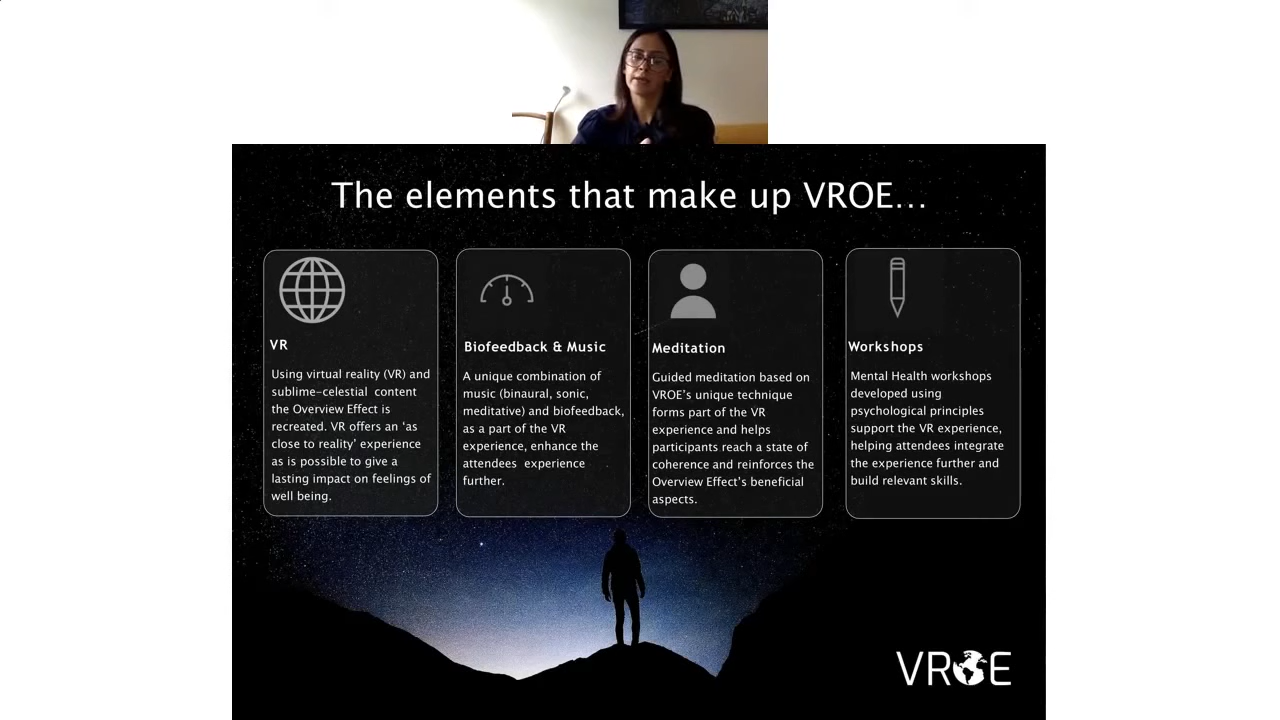 The elements that make up VROE...
VR
Using virtual reality (VR) and
sublime-celestial content
the Overview Effect is
recreated. VR offers an ‘as
close to reality’ experience
as is possible to give a
lasting impact on feelings of
well being.
Biofeedback & Music
A unique combination of
music (binaural, sonic,
meditative) and biofeedback,
as a part of the VR
experience, enhance the
attendees experience
further.
Meditation
Guided meditation based on
VROE’s unique technique
forms part of the VR
experience and helps
participants reach a state of
coherence and reinforces the
Overview Effect’s beneficial
aspects.
Workshops
Mental Health workshops
developed using
psychological principles
support the VR experience,
helping attendees integrate
the experience further and
build relevant skills.
VROE